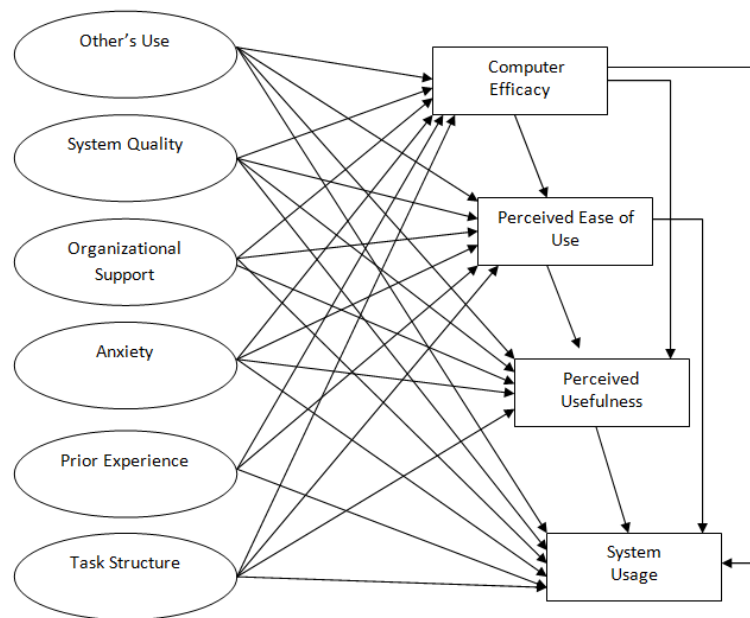 Other’s Use
System Quality
Organizational
Support
Anxiety
Prior Experience
Task Structure
Computer
Efficacy
Perceived Ease of
Use
Perceived
Usefulness
System
Usage